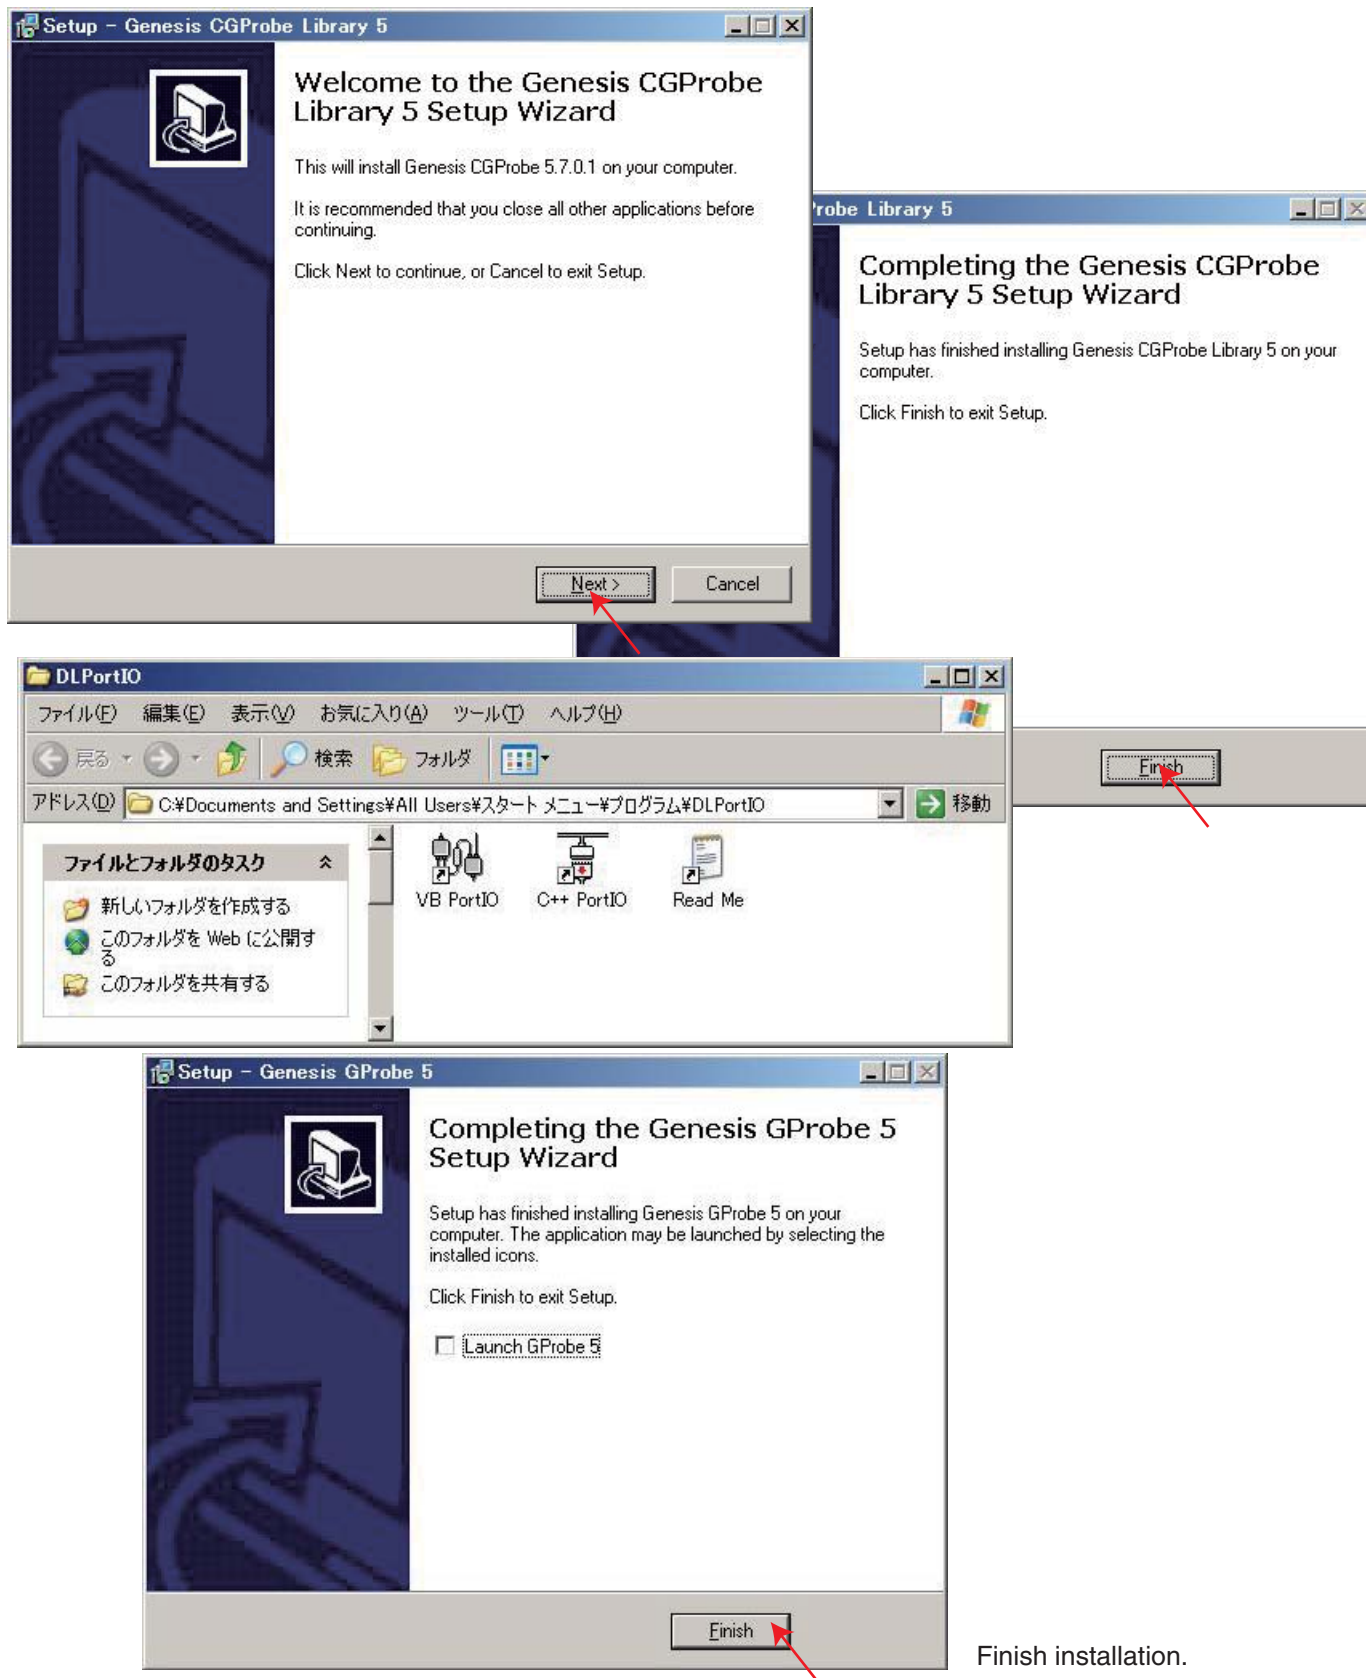 Setup - Genesis CGProbe Library 5
Welcome to the Genesis CGProbe
Library 5 Setup Wizard
This will install Genesis CGProbe 5.7.0.1 on your computer.
It is recommended that you close all other applications before
continuing.
Click Next to continue, or Cancel to exit Setup.
Next >
Cancel
Probe Library 5
Completing the Genesis CGProbe
Library 5 Setup Wizard
Setup has finished installing Genesis CGProbe Library 5 on your
computer.
Click Finish to exit Setup.
Finish
DLPortIO
ファイル(F) 編集(E) 表示(V) お気に入り(A) ツール(T) ヘルプ(H)
戻る 検索 フォルダ
アドレス(D) C:¥Documents and Settings¥All Users¥スタート メニュー¥プログラム¥DLPortIO 移動
ファイルとフォルダのタスク
新しいフォルダを作成する
このフォルダを Web に公開す
る
このフォルダを共有する
VB PortIO C++ PortIO Read Me
Setup - Genesis GProbe 5
Completing the Genesis GProbe 5
Setup Wizard
Setup has finished installing Genesis GProbe 5 on your
computer. The application may be launched by selecting the
installed icons.
Click Finish to exit Setup.
Launch GProbe 5
Finish
Finish installation.